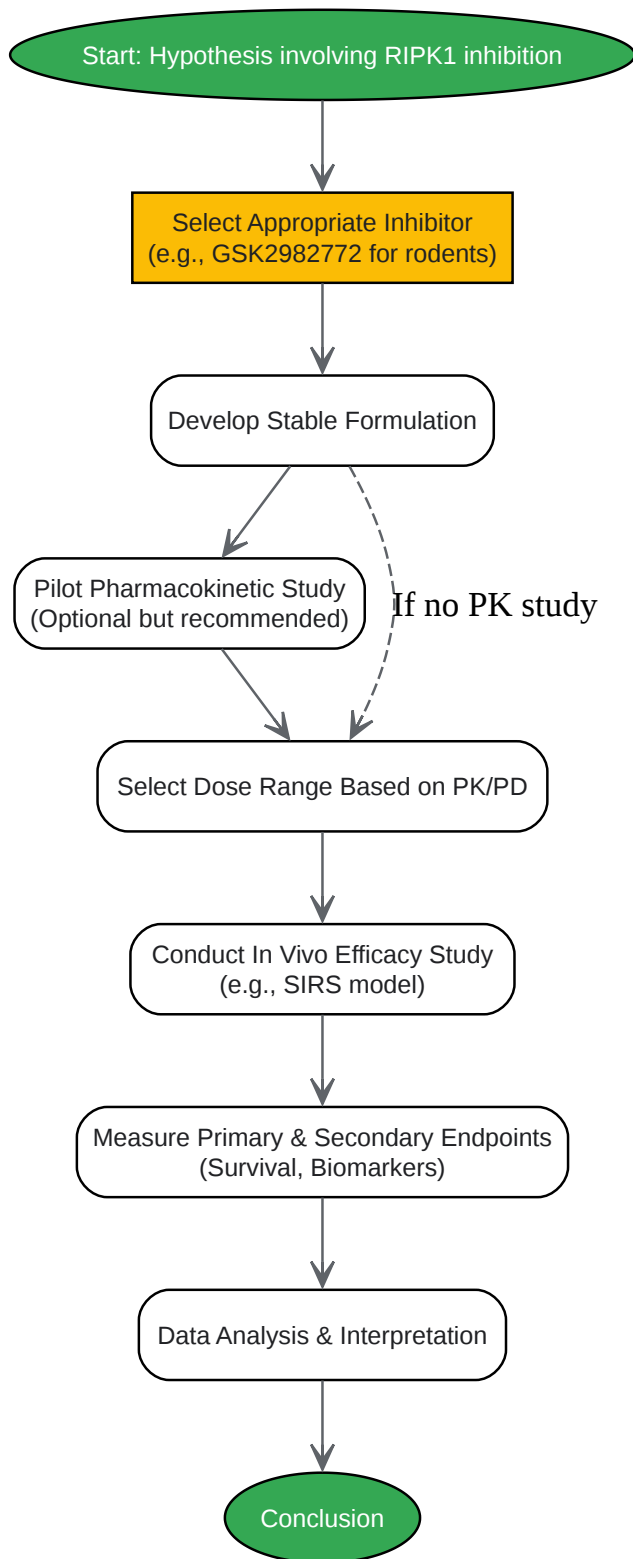 Start: Hypothesis involving RIPK1 inhibition
Select Appropriate Inhibitor
(e.g., GSK2982772 for rodents)
Develop Stable Formulation
Pilot Pharmacokinetic Study
(Optional but recommended)
If no PK study
Select Dose Range Based on PK/PD
Conduct In Vivo Efficacy Study
(e.g., SIRS model)
Measure Primary & Secondary Endpoints
(Survival, Biomarkers)
Data Analysis & Interpretation
Conclusion